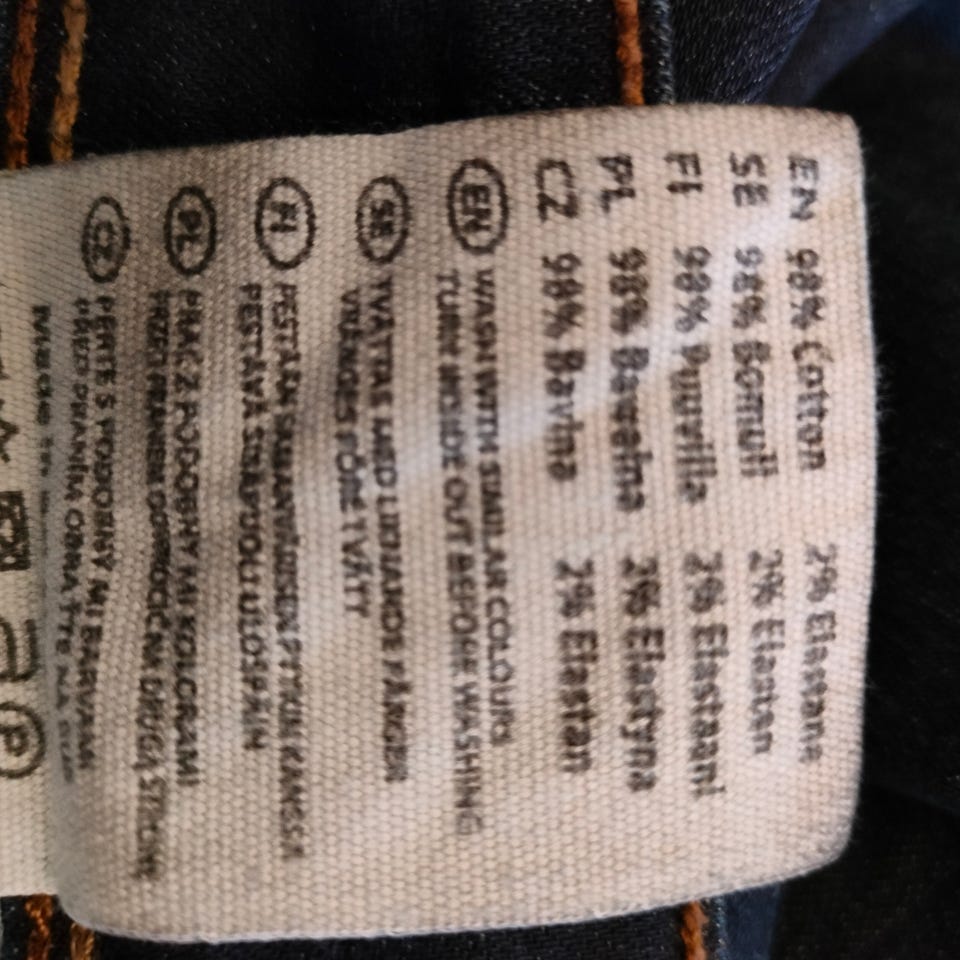 EN 98% Cotton 2% Elastane
SE 98% Bomull 2% Elastan
FI 98% Puuvilla 2% Elastaani
PL 98% Bawełna 2% Elastyna
CZ 98% Bavlna 2% Elastan
EN WASH WITH SIMILAR COLOURS
TURN INSIDE OUT BEFORE WASHING
SE TVÄTTAS MED LIKNANDE FÄRGER
VÄNGES FÖRE TVÄTT
FI PESTÄVÄ SAMANVÄRISTEN PYYKIN KANSSA
PESTÄVÄ NURJA PUOLI ULOSPÄIN
PL PRAĆ Z PODOBNYMI KOLORAMI
PRZED PRANIEM ODWRÓCIĆ NA DRUGĄ STRONĘ
CZ PERTE S PODOBNÝMI BARVAMI
PŘED PRANÍM OBRAŤTE NA
P